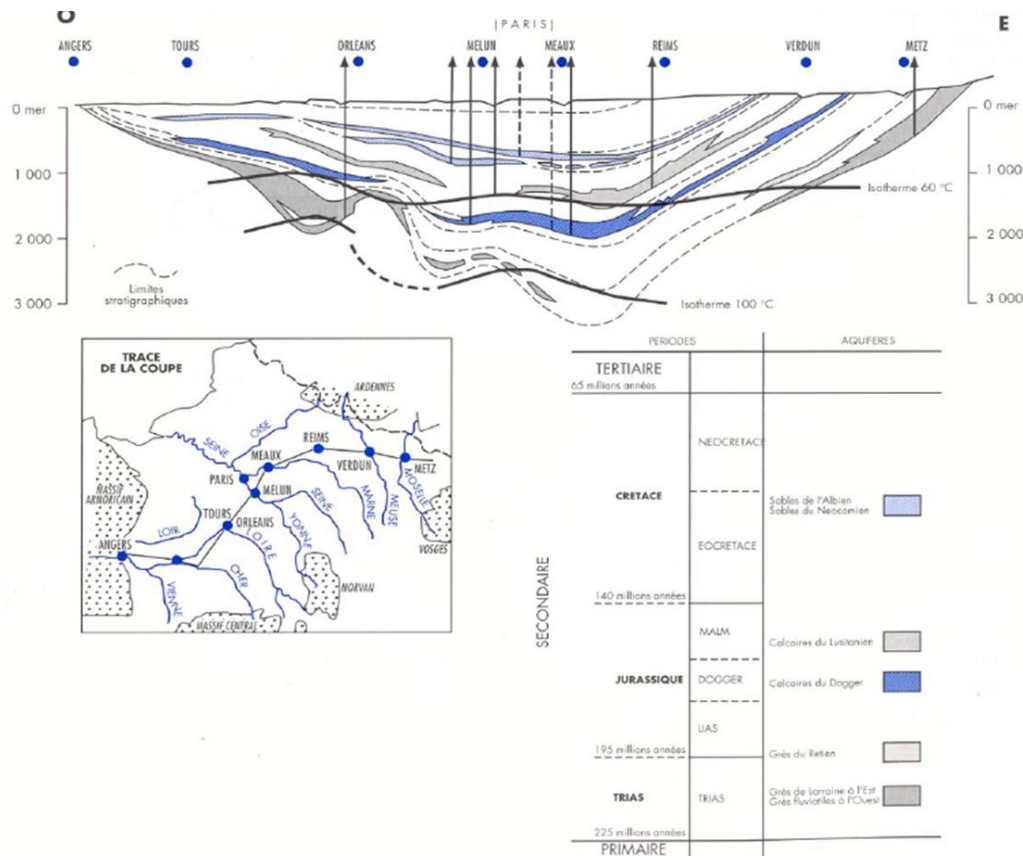 O
(PARIS)
E
ANGERS
TOURS
ORLEANS
MELUN
MEAUX
REIMS
VERDUN
METZ
0 mer
0 mer
1 000
1 000
Isotherme 60 °C
2 000
2 000
3 000
3 000
Limites
stratigraphiques
Isotherme 100 °C
TRACE
DE LA COUPE
ARDENNES
OISE
SEINE
REIMS
MEAUX
VERDUN
METZ
PARIS
MELUN
MASSIF
ARMORICAIN
SEINE
MARNE
MEUSE
MOSELLE
TOURS
ORLEANS
YONNE
VOSGES
LOIR
LOIRE
ANGERS
VIENNE
CHER
MORVAN
MASSIF CENTRAL
PERIODES
AQUIFERES
TERTIAIRE
65 millions années
NEOCRETACE
CRETACE
Sables de l'Albien
Sables du Neocomien
EOCRETACE
SECONDAIRE
140 millions années
MALM
Calcaires du Lusitanien
JURASSIQUE
DOGGER
Calcaires du Dogger
LIAS
195 millions années
Grès du Retien
TRIAS
TRIAS
Grès de Lorraine à l'Est
Grès fluviatiles à l'Ouest
225 millions années
PRIMAIRE